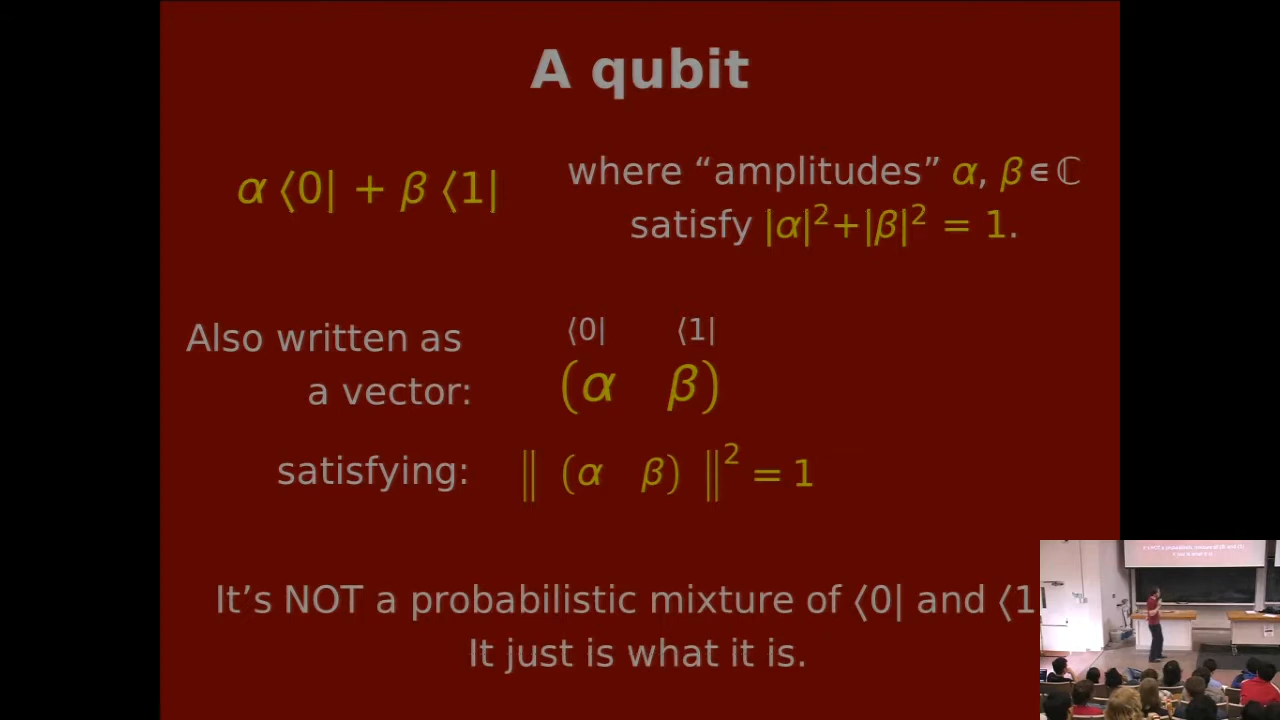 A qubit
α⟨0| + β⟨1|
where “amplitudes” α, β∈ℂ
satisfy |α|²+|β|² = 1.
Also written as
a vector:
⟨0| ⟨1|
(α β)
satisfying: ‖ (α β) ‖² = 1
It’s NOT a probabilistic mixture of ⟨0| and ⟨1
It just is what it is.